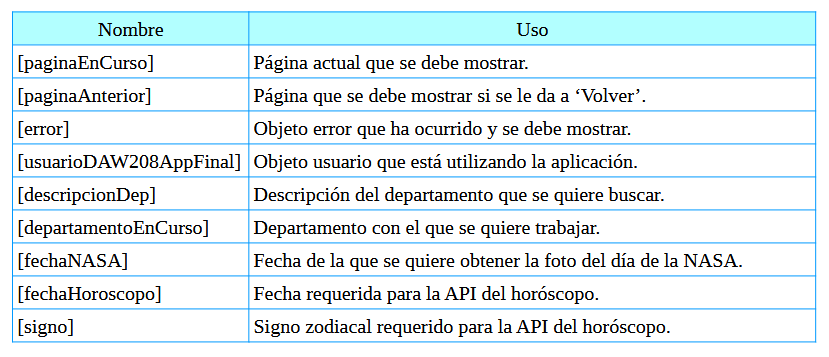 Nombre Uso
[paginaEnCurso] Página actual que se debe mostrar.
[paginaAnterior] Página que se debe mostrar si se le da a ‘Volver’.
[error] Objeto error que ha ocurrido y se debe mostrar.
[usuarioDAW208AppFinal] Objeto usuario que está utilizando la aplicación.
[descripcionDep] Descripción del departamento que se quiere buscar.
[departamentoEnCurso] Departamento con el que se quiere trabajar.
[fechaNASA] Fecha de la que se quiere obtener la foto del día de la NASA.
[fechaHoroscopo] Fecha requerida para la API del horóscopo.
[signo] Signo zodiacal requerido para la API del horóscopo.